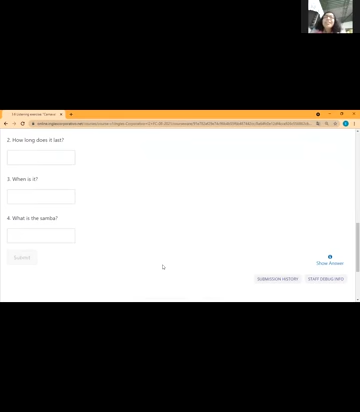 2. How long does it last?
3. When is it?
4. What is the samba?
Submit
Show Answer
SUBMISSION HISTORY
STAFF DEBUG INFO